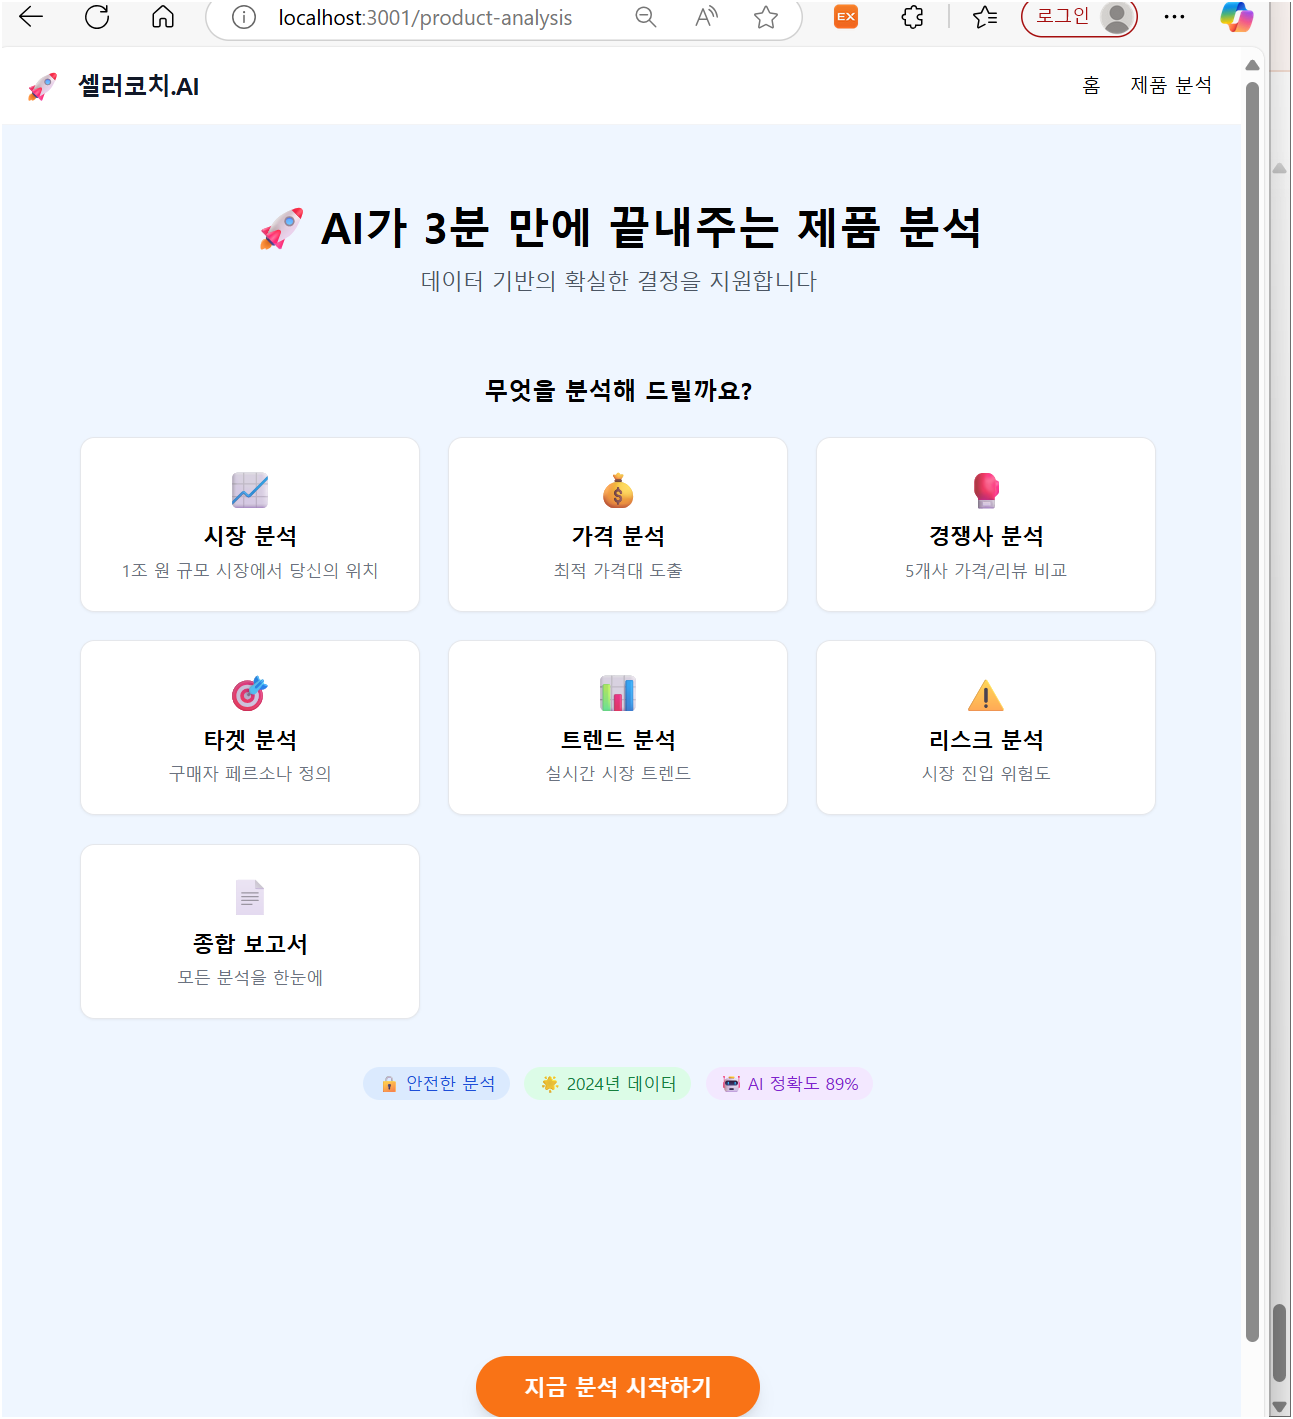 localhost:3001/product-analysis
EX
로그인
셀러코치.AI
홈
제품 분석
AI가 3분 만에 끝내주는 제품 분석
데이터 기반의 확실한 결정을 지원합니다
무엇을 분석해 드릴까요?
시장 분석
1조 원 규모 시장에서 당신의 위치
가격 분석
최적 가격대 도출
경쟁사 분석
5개사 가격/리뷰 비교
타겟 분석
구매자 페르소나 정의
트렌드 분석
실시간 시장 트렌드
리스크 분석
시장 진입 위험도
종합 보고서
모든 분석을 한눈에
안전한 분석
2024년 데이터
AI 정확도 89%
지금 분석 시작하기